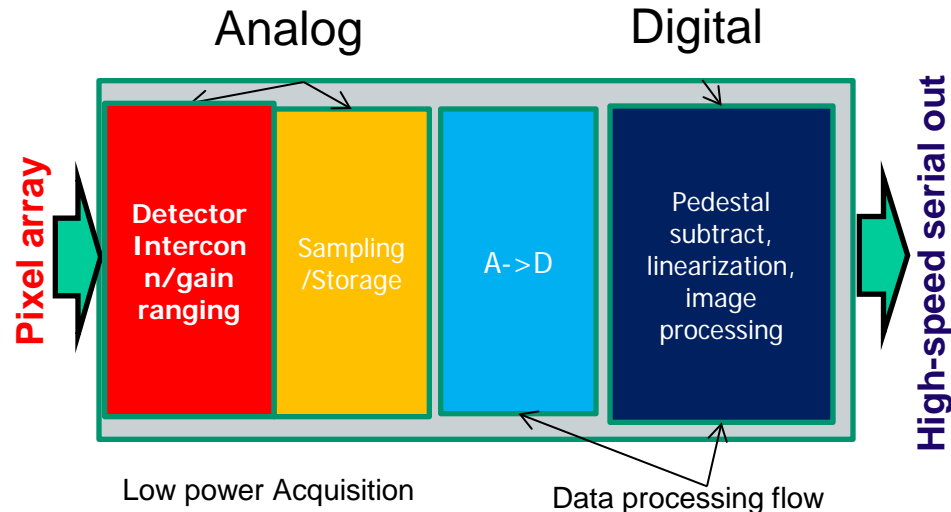 Analog
Digital
Pixel array
Detector
Intercon
n/gain
ranging
Sampling
/Storage
A->D
Pedestal
subtract,
linearization,
image
processing
High-speed serial out
Low power Acquisition
Data processing flow